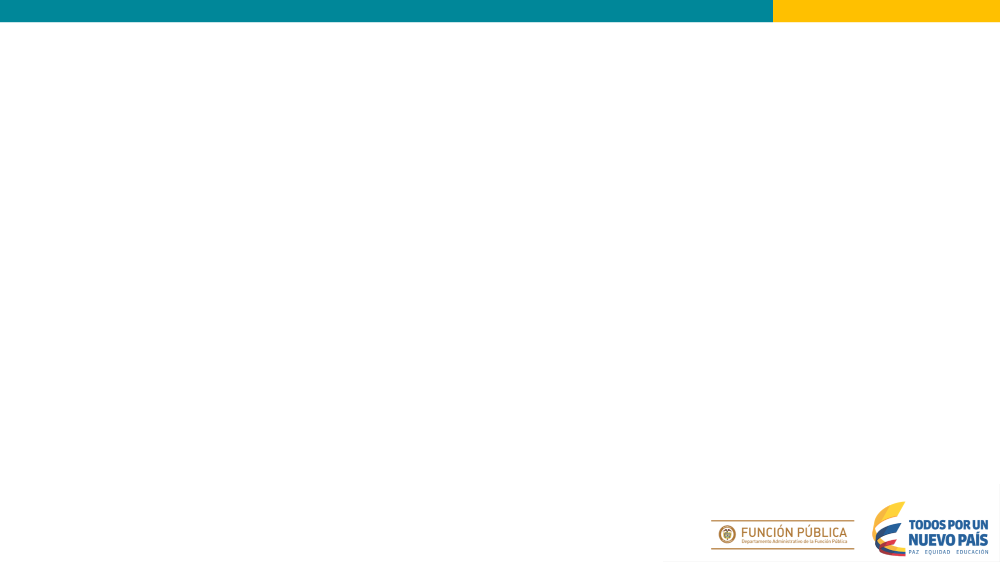 FUNCIÓN PÚBLICA
Departamento Administrativo de la Función Pública
TODOS POR UN
NUEVO PAÍS
PAZ EQUIDAD EDUCACIÓN